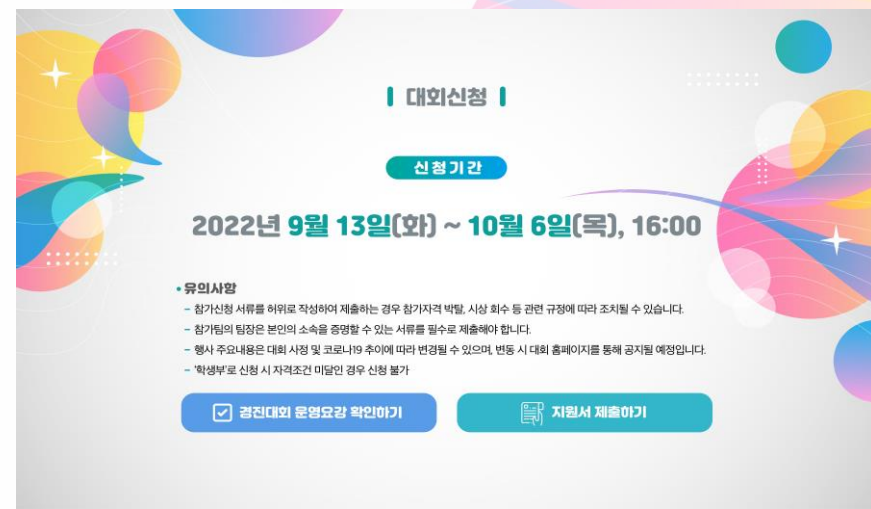 대회신청
신청기간
2022년 9월 13일(화) ~ 10월 6일(목), 16:00
• 유의사항
– 참가신청 서류를 허위로 작성하여 제출하는 경우 참가자격 박탈, 시상 회수 등 관련 규정에 따라 조치될 수 있습니다.
– 참가팀의 팀장은 본인의 소속을 증명할 수 있는 서류를 필수로 제출해야 합니다.
– 행사 주요내용은 대회 사정 및 코로나19 추이에 따라 변경될 수 있으며, 변동 시 대회 홈페이지를 통해 공지될 예정입니다.
– '학생부'로 신청 시 자격조건 미달인 경우 신청 불가
경진대회 운영요강 확인하기
지원서 제출하기